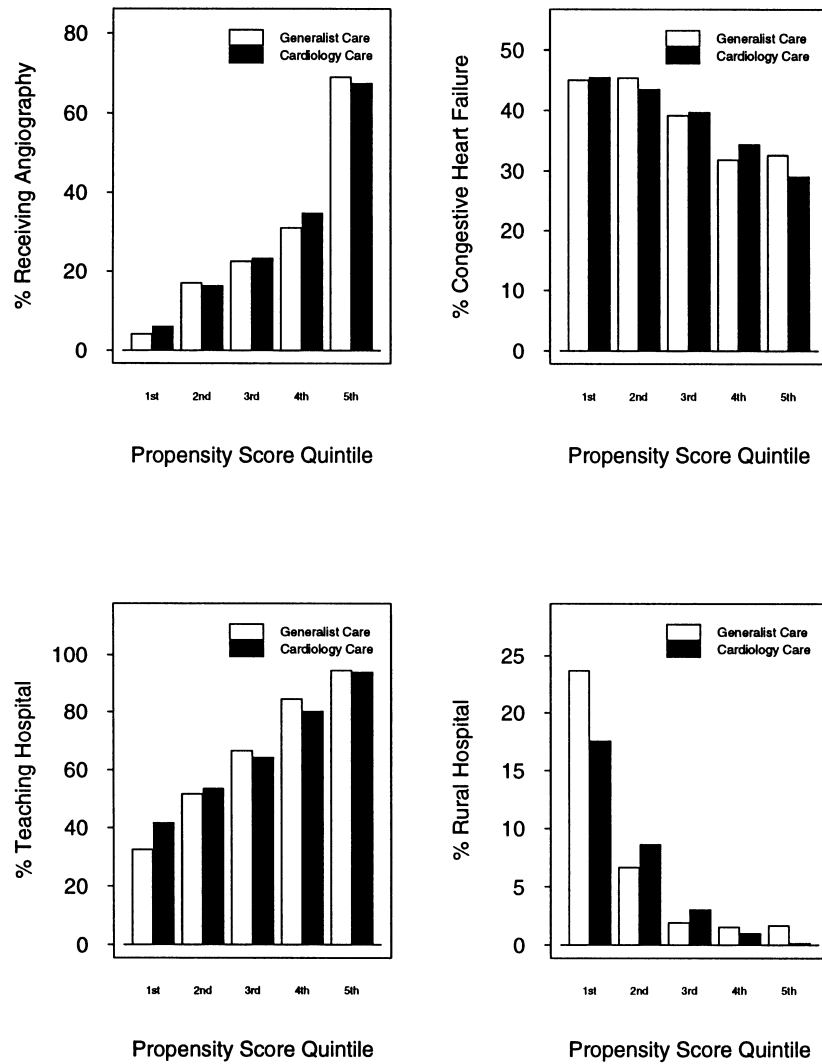 % Receiving Angiography
80
60
40
20
0
Generalist Care
Cardiology Care
1st 2nd 3rd 4th 5th
Propensity Score Quintile
% Congestive Heart Failure
50
40
30
20
10
0
Generalist Care
Cardiology Care
1st 2nd 3rd 4th 5th
Propensity Score Quintile
% Teaching Hospital
100
80
60
40
20
0
Generalist Care
Cardiology Care
1st 2nd 3rd 4th 5th
Propensity Score Quintile
% Rural Hospital
25
20
15
10
5
0
Generalist Care
Cardiology Care
1st 2nd 3rd 4th 5th
Propensity Score Quintile